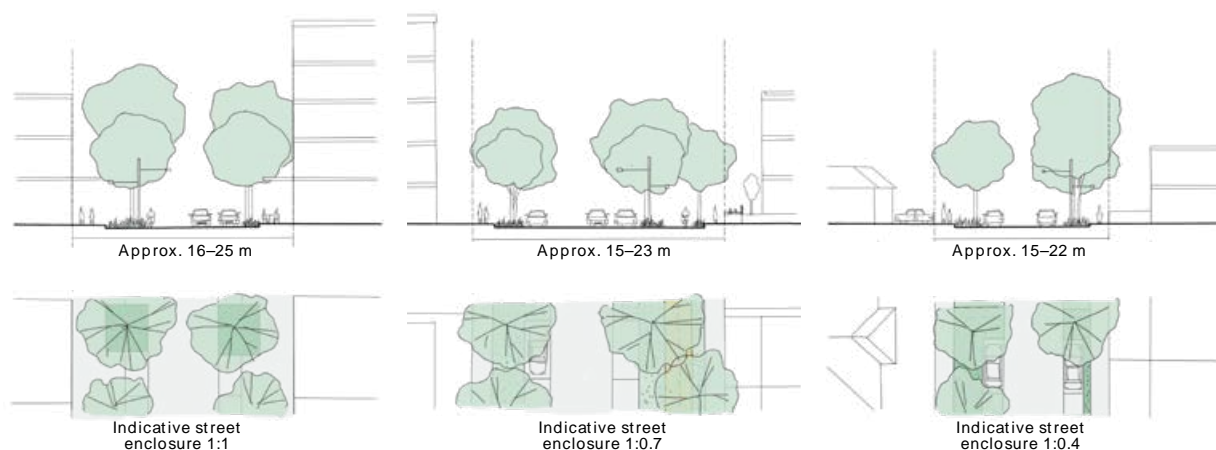 Approx. 16–25 m
Approx. 15–23 m
Approx. 15–22 m
Indicative street
enclosure 1:1
Indicative street
enclosure 1:0.7
Indicative street
enclosure 1:0.4